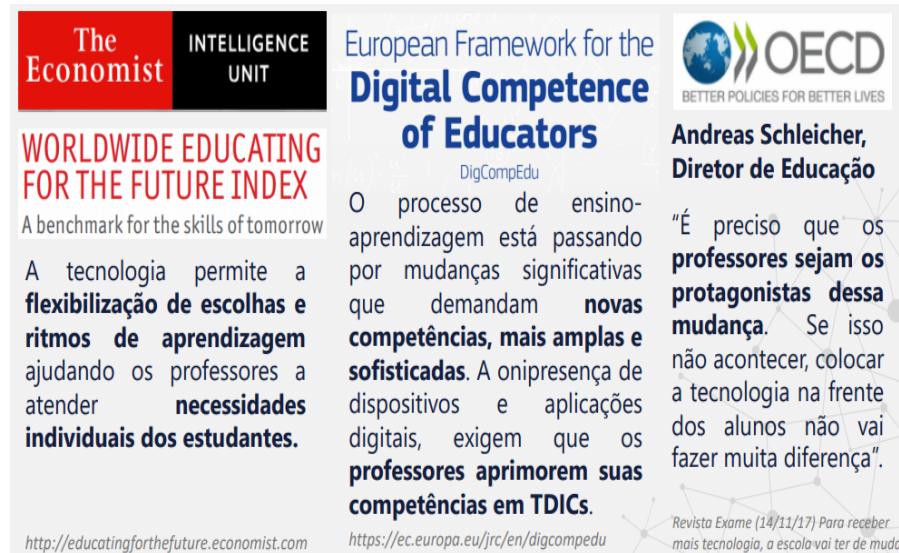 The
Economist
INTELLIGENCE
UNIT
WORLDWIDE EDUCATING
FOR THE FUTURE INDEX
A benchmark for the skills of tomorrow
A tecnologia permite a
flexibilização de escolhas e
ritmos de aprendizagem
ajudando os professores a
atender necessidades
individuais dos estudantes.
http://educatingforthefuture.economist.com
European Framework for the
Digital Competence
of Educators
DigCompEdu
O processo de ensino-
aprendizagem está passando
por mudanças significativas
que demandam novas
competências, mais amplas e
sofisticadas. A onipresença de
dispositivos e aplicações
digitais, exigem que os
professores aprimorem suas
competências em TDICs.
https://ec.europa.eu/jrc/en/digcompedu
OECD
BETTER POLICIES FOR BETTER LIVES
Andreas Schleicher,
Diretor de Educação
“É preciso que os
professores sejam os
protagonistas dessa
mudança. Se isso
não acontecer, colocar
a tecnologia na frente
dos alunos não vai
fazer muita diferença”.
Revista Exame (14/11/17) Para receber
mais tecnologia, a escola vai ter de muda